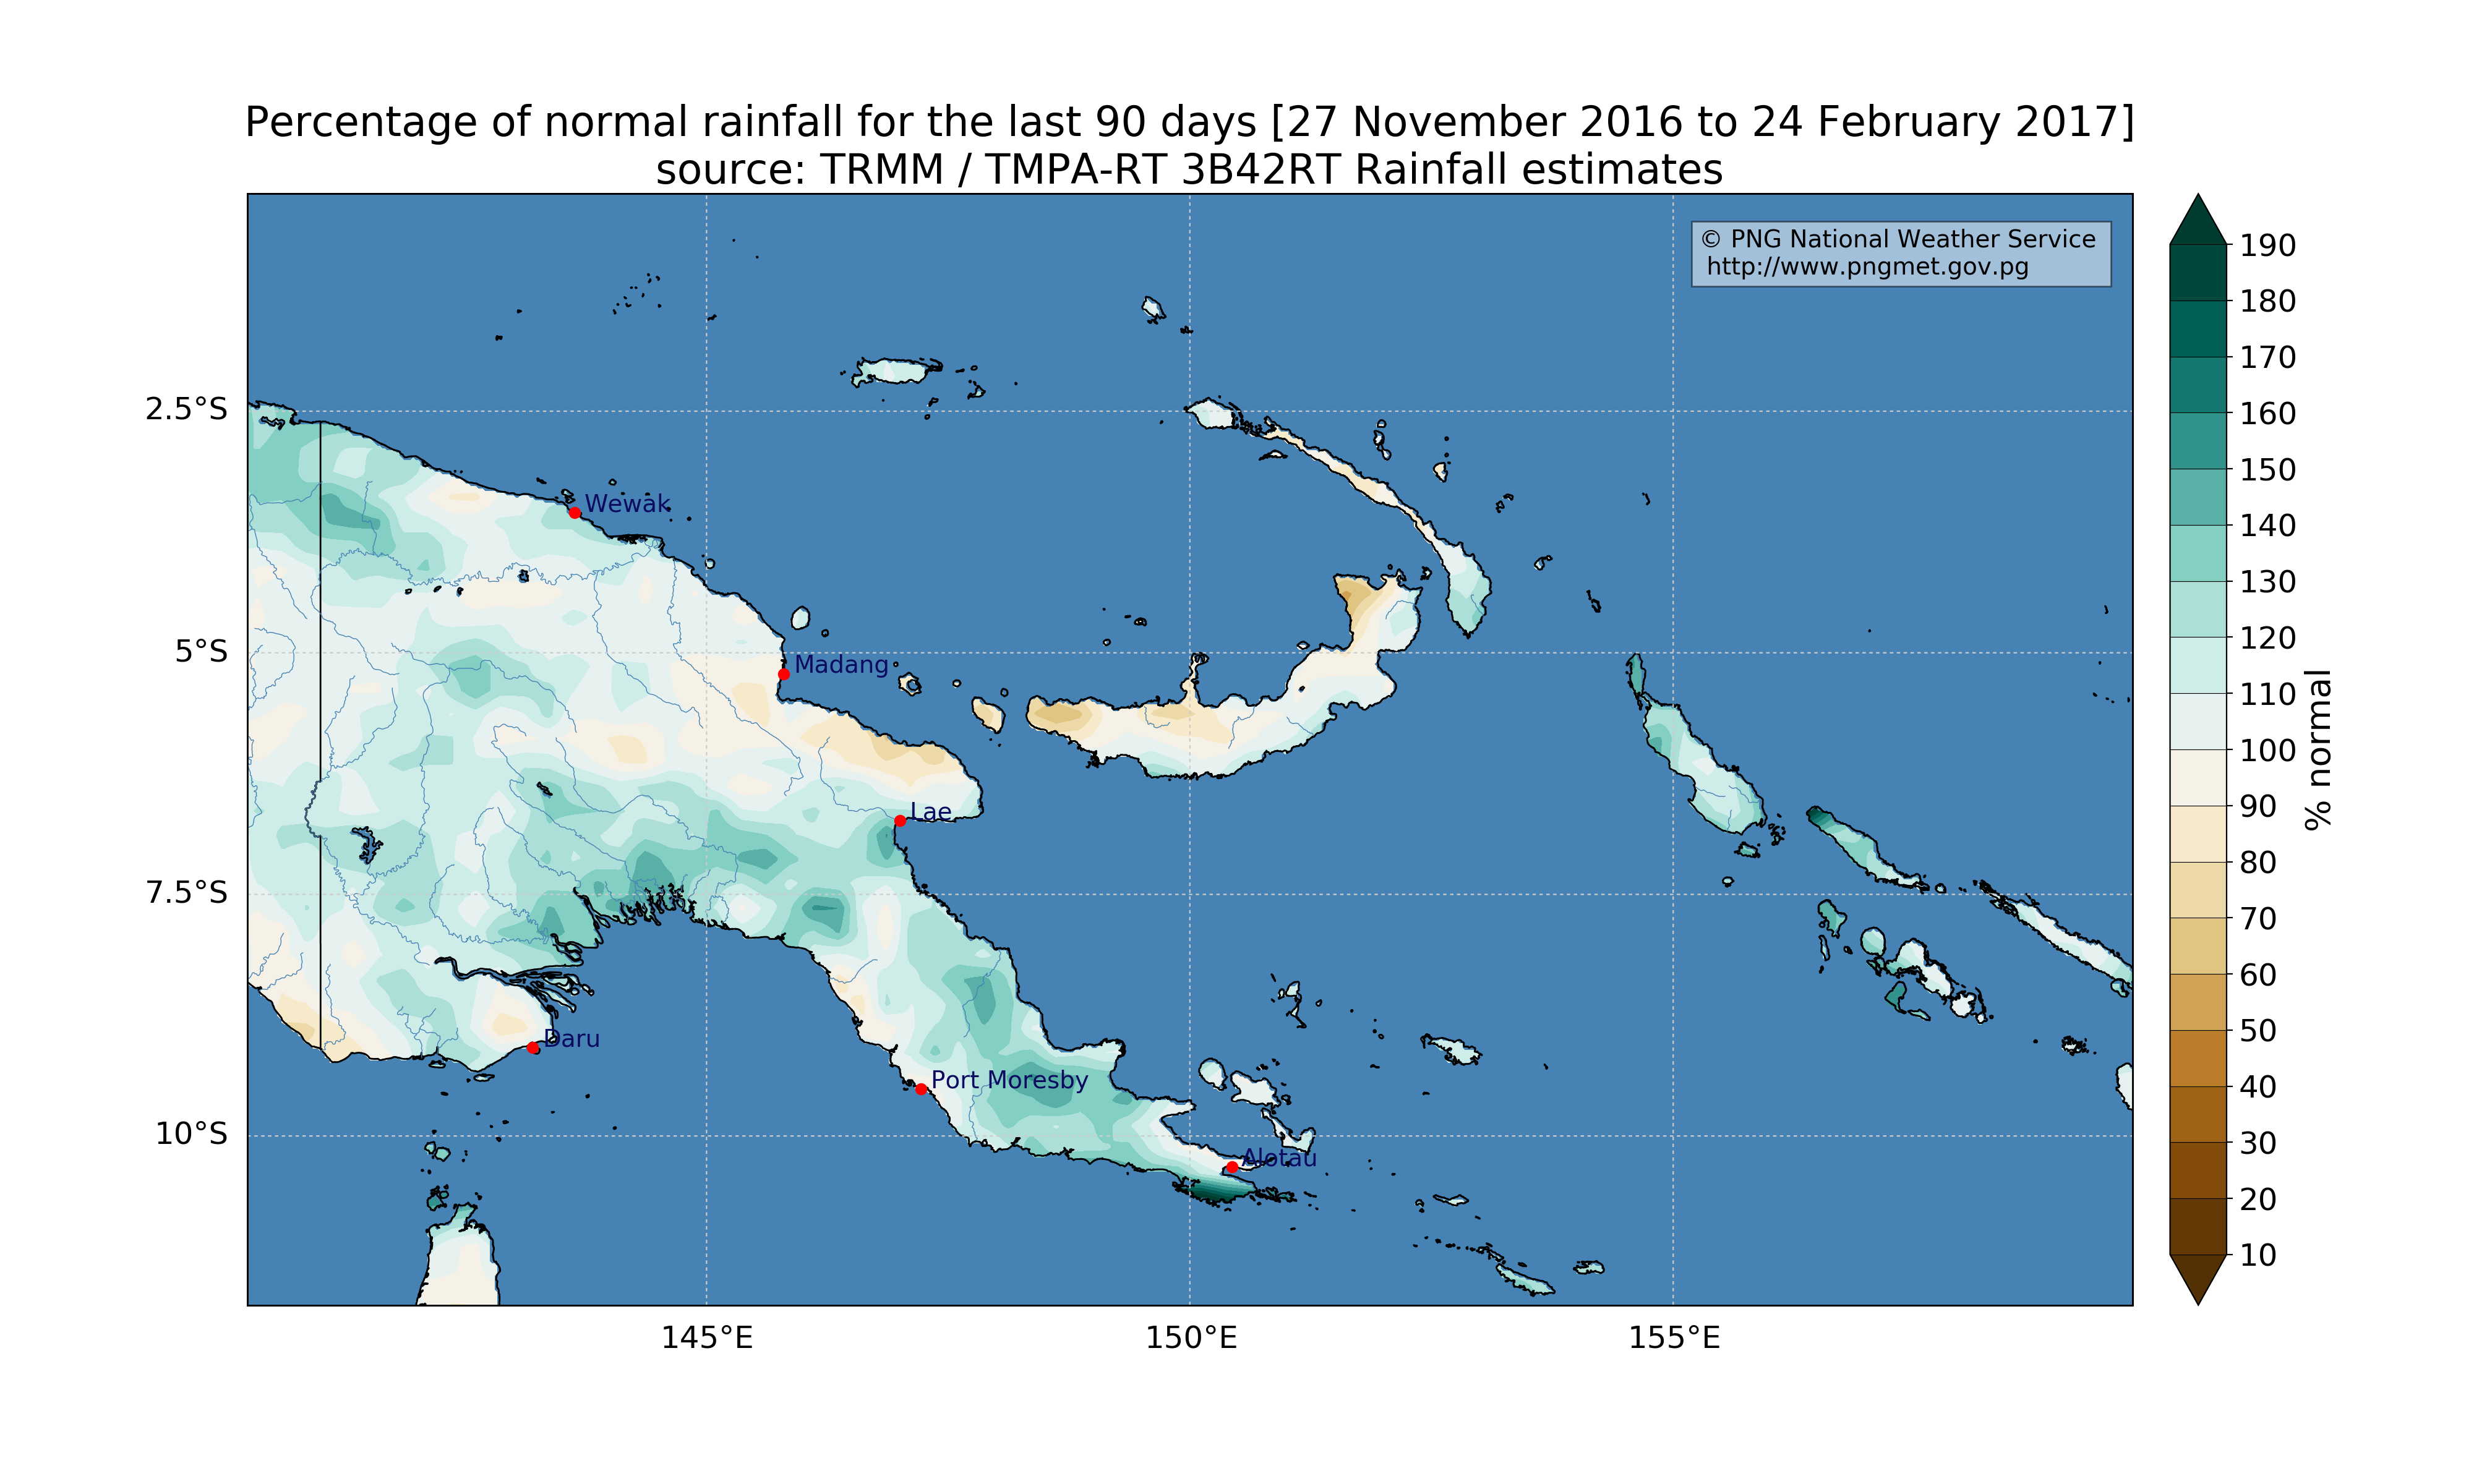 Percentage of normal rainfall for the last 90 days [27 November 2016 to 24 February 2017]
source: TRMM / TMPA-RT 3B42RT Rainfall estimates
© PNG National Weather Service
http://www.pngmet.gov.pg
2.5°S
5°S
7.5°S
10°S
Wewak
Madang
Lae
Daru
Port Moresby
Alotau
145°E
150°E
155°E
190
180
170
160
150
140
130
120
110
100
90
80
70
60
50
40
30
20
10
% normal